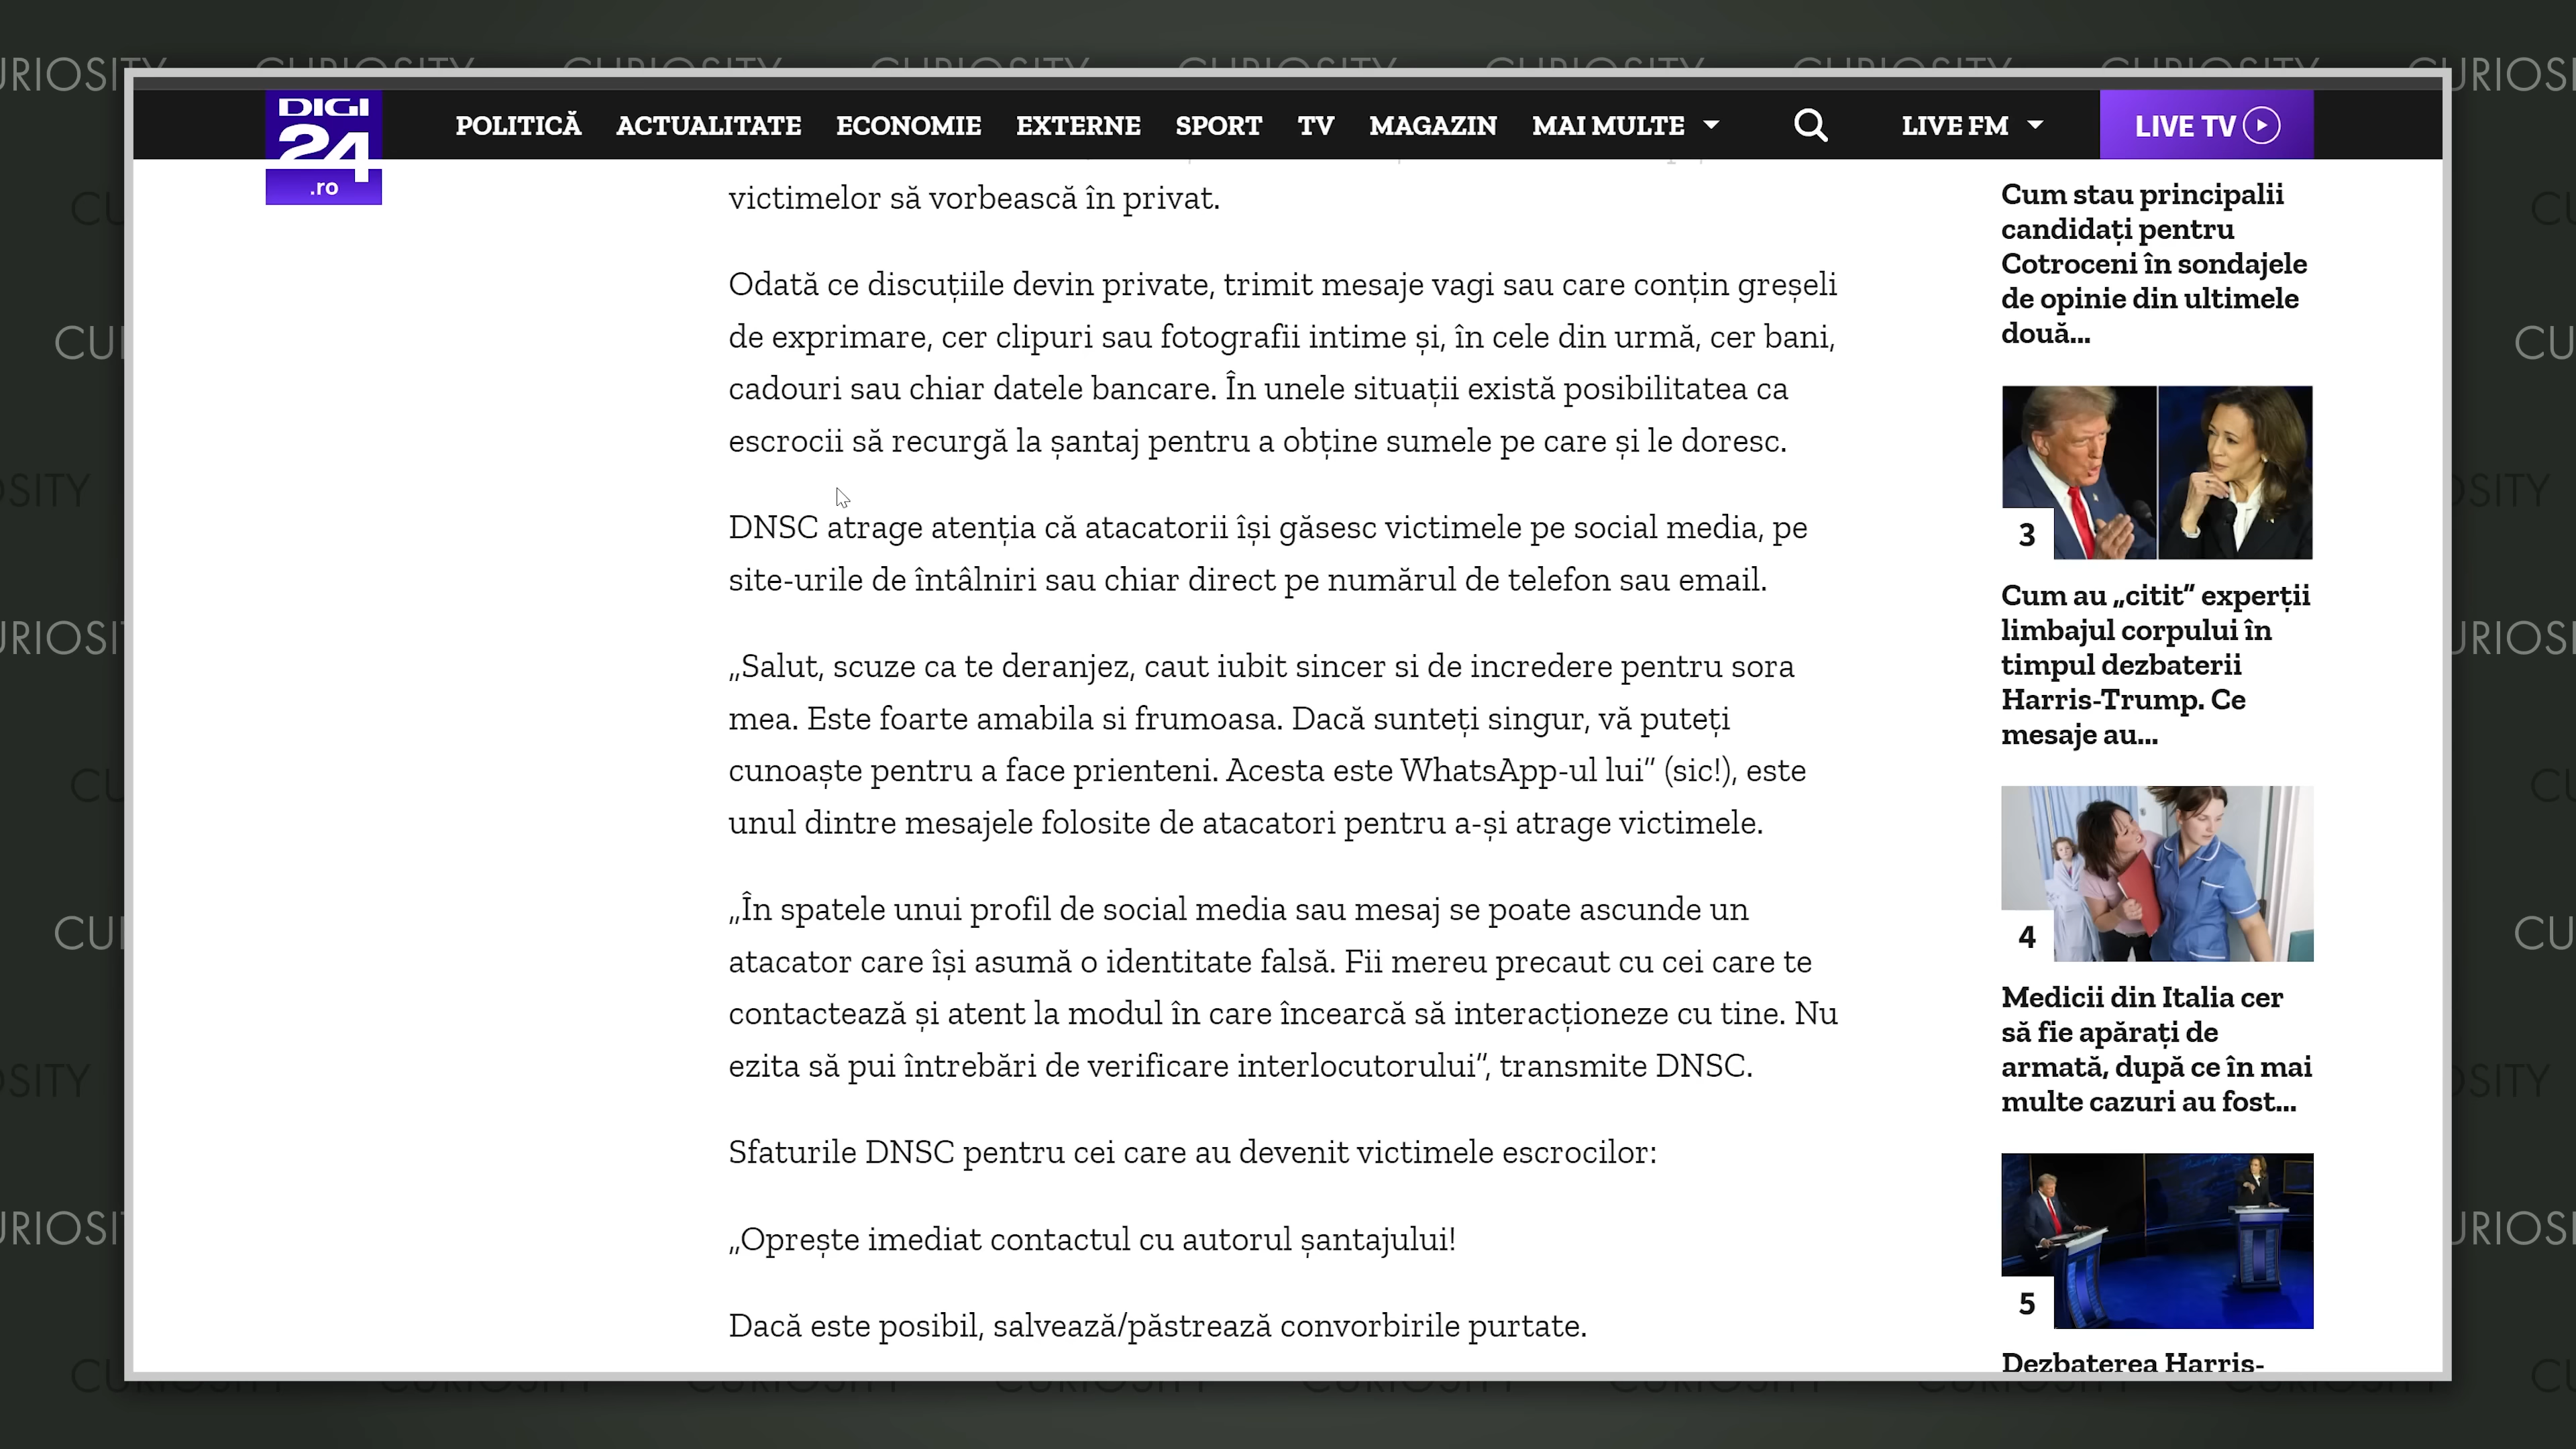 DIGI
24
.ro
POLITICĂ
ACTUALITATE
ECONOMIE
EXTERNE
SPORT
TV
MAGAZIN
MAI MULTE
LIVE FM
LIVE TV
victimelor să vorbească în privat.
Odată ce discuțiile devin private, trimit mesaje vagi sau care conțin greșeli
de exprimare, cer clipuri sau fotografii intime și, în cele din urmă, cer bani,
cadouri sau chiar datele bancare. În unele situații există posibilitatea ca
escrocii să recurgă la șantaj pentru a obține sumele pe care și le doresc.
DNSC atrage atenția că atacatorii își găsesc victimele pe social media, pe
site-urile de întâlniri sau chiar direct pe numărul de telefon sau email.
„Salut, scuze ca te deranjez, caut iubit sincer si de incredere pentru sora
mea. Este foarte amabila si frumoasa. Dacă sunteți singur, vă puteți
cunoaște pentru a face prienteni. Acesta este WhatsApp-ul lui” (sic!), este
unul dintre mesajele folosite de atacatori pentru a-și atrage victimele.
„În spatele unui profil de social media sau mesaj se poate ascunde un
atacator care își asumă o identitate falsă. Fii mereu precaut cu cei care te
contactează și atent la modul în care încearcă să interacționeze cu tine. Nu
ezita să pui întrebări de verificare interlocutorului”, transmite DNSC.
Sfaturile DNSC pentru cei care au devenit victimele escrocilor:
„Oprește imediat contactul cu autorul șantajului!
Dacă este posibil, salvează/păstrează convorbirile purtate.
Cum stau principalii
candidați pentru
Cotroceni în sondajele
de opinie din ultimele
două...
3
Cum au „citit” experții
limbajul corpului în
timpul dezbaterii
Harris-Trump. Ce
mesaje au...
4
Medicii din Italia cer
să fie apărați de
armată, după ce în mai
multe cazuri au fost...
5
Dezbaterea Harris-